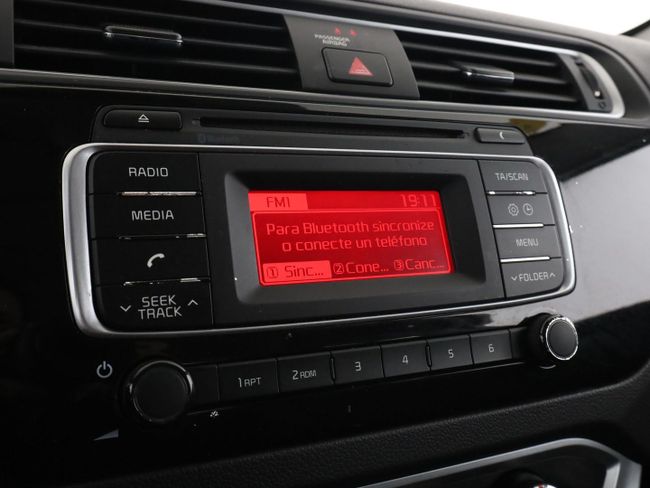 PASSENGER
AIRBAG
Bluetooth
RADIO
MEDIA
SEEK
TRACK
FM1 19:11
Para Bluetooth sincronize
o conecte un teléfono
① Sinc... ② Cone... ③ Canc...
TA/SCAN
MENU
FOLDER
1 RPT
2 RDM
3
4
5
6